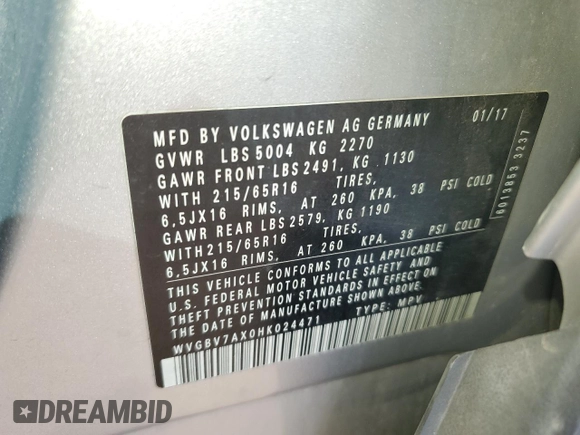 MFD BY VOLKSWAGEN AG GERMANY 01/17
GVWR LBS 5004 KG 2270
GAWR FRONT LBS 2491, KG 1130
WITH 215/65R16 TIRES,
6,5JX16 RIMS, AT 260 KPA, 38 PSI COLD
GAWR REAR LBS 2579, KG 1190
WITH 215/65R16 TIRES,
6,5JX16 RIMS, AT 260 KPA, 38 PSI COLD
THIS VEHICLE CONFORMS TO ALL APPLICABLE
U.S. FEDERAL MOTOR VEHICLE SAFETY AND
THEFT PREVENTION STANDARDS IN EFFECT ON
THE DATE OF MANUFACTURE SHOWN ABOVE.
WVGBV7AX0HK024471 TYPE: MPV
6013853 3237
DREAMBID